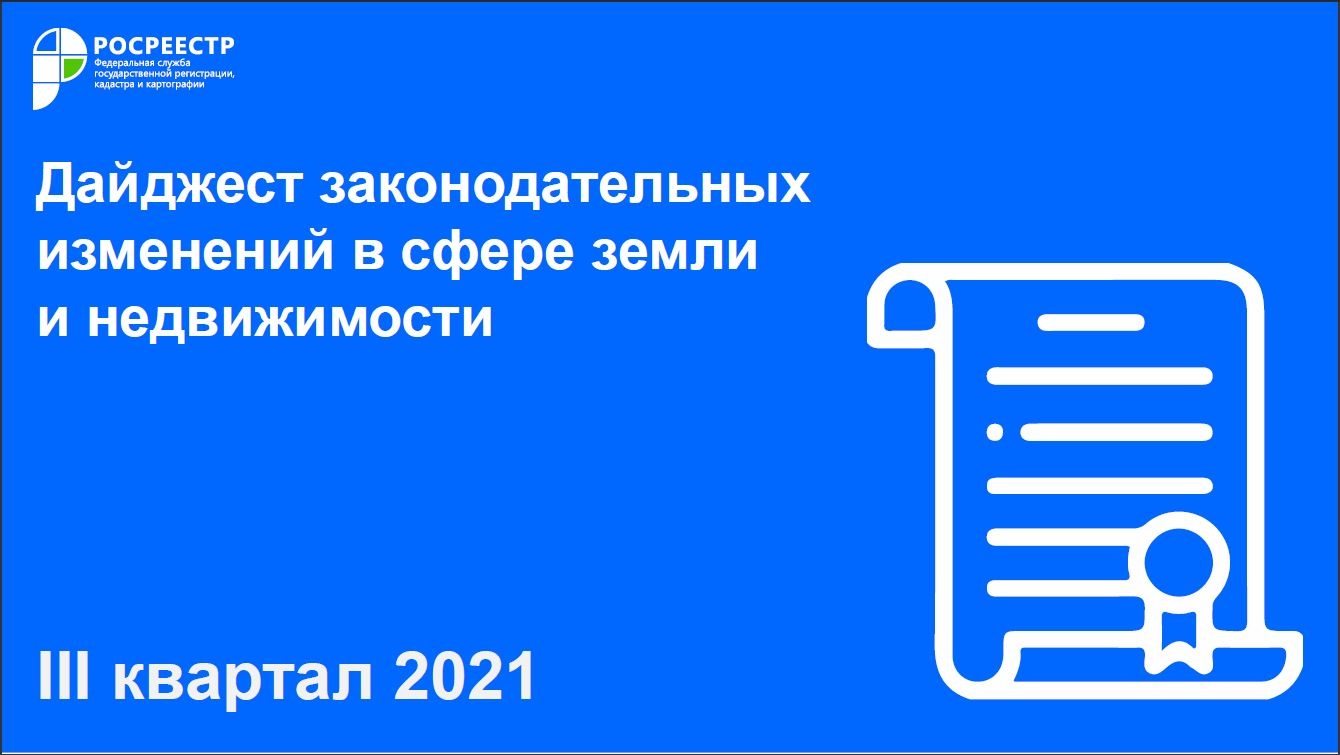 РОСРЕЕСТР
Федеральная служба
государственной регистрации,
кадастра и картографии
Дайджест законодательных
изменений в сфере земли
и недвижимости
III квартал 2021